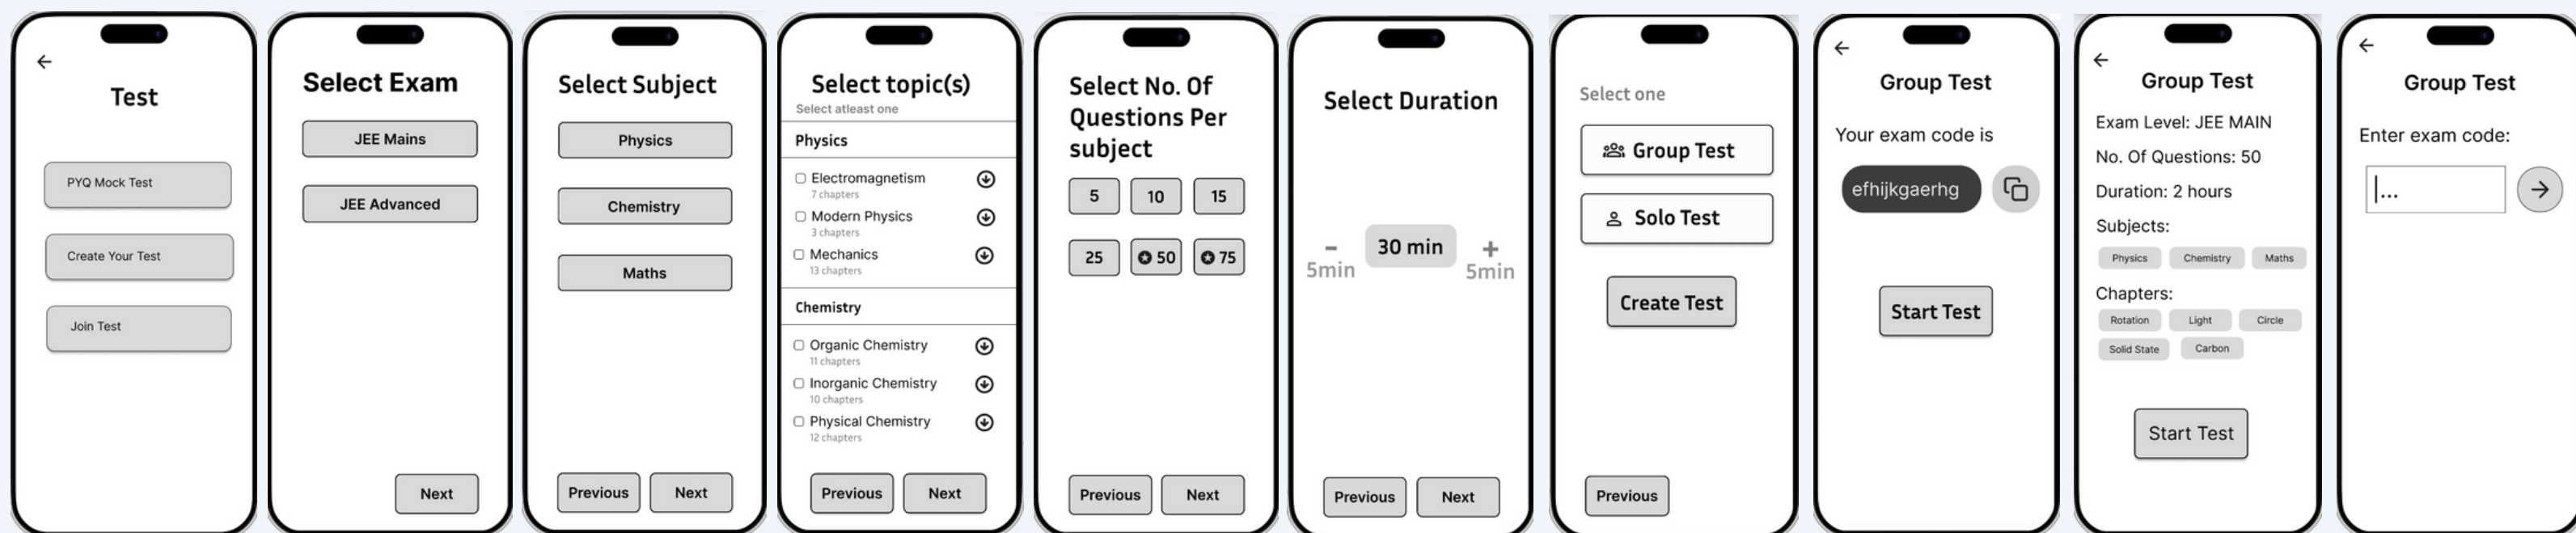 Test
PYQ Mock Test
Create Your Test
Join Test
Select Exam
JEE Mains
JEE Advanced
Next
Select Subject
Physics
Chemistry
Maths
Previous Next
Select topic(s)
Select atleast one
Physics
Electromagnetism
7 chapters
Modern Physics
3 chapters
Mechanics
13 chapters
Chemistry
Organic Chemistry
11 chapters
Inorganic Chemistry
10 chapters
Physical Chemistry
12 chapters
Previous Next
Select No. Of
Questions Per
subject
5 10 15
25 50 75
Previous Next
Select Duration
- 30 min +
5min 5min
Previous Next
Select one
Group Test
Solo Test
Create Test
Previous
Group Test
Your exam code is
efhijkgaerhg
Start Test
Group Test
Exam Level: JEE MAIN
No. Of Questions: 50
Duration: 2 hours
Subjects:
Physics Chemistry Maths
Chapters:
Rotation Light Circle
Solid State Carbon
Start Test
Group Test
Enter exam code:
|...